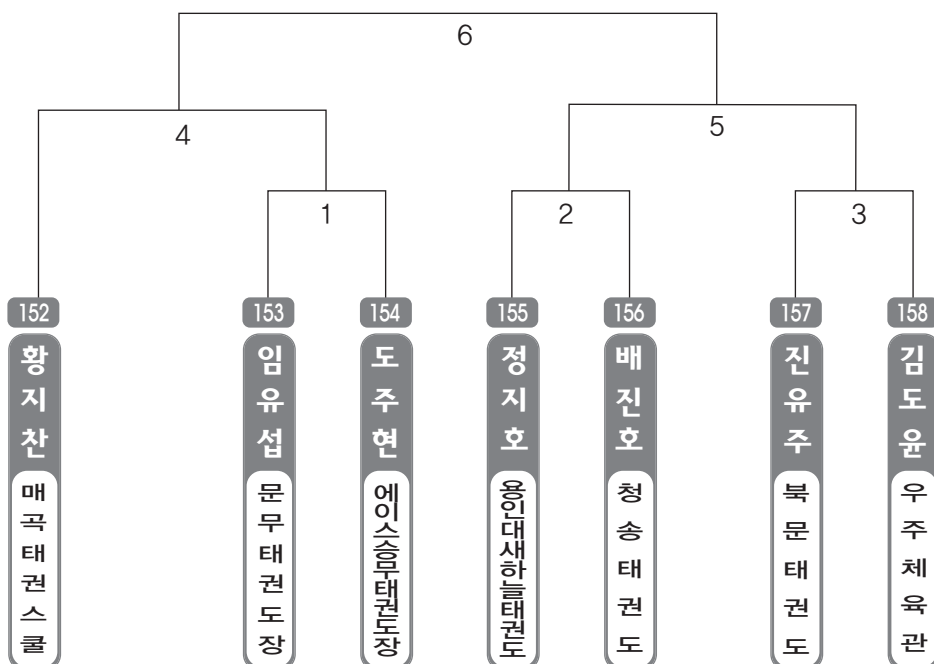 6
4
5
1
2
3
152
153
154
155
156
157
158
황지찬
임유섭
도주현
정지호
배진호
진유주
김도윤
매곡태권스쿨
문무태권도장
에이스승무태권도장
용인대새하늘태권도
청송태권도
북문태권도
우주체육관